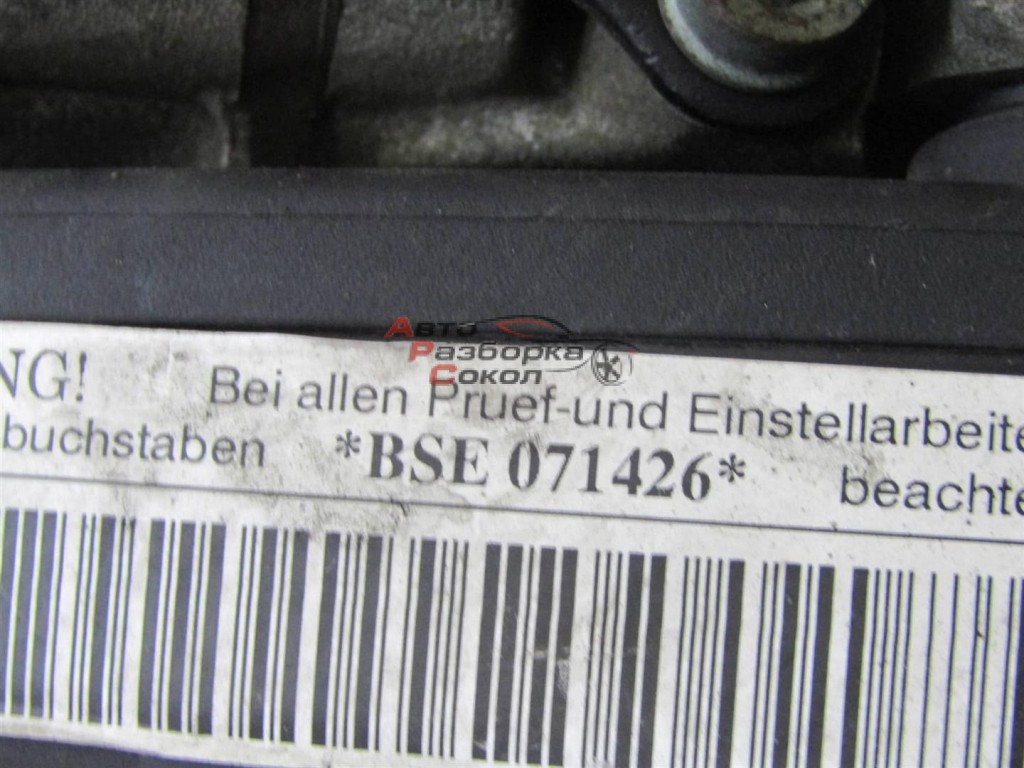 Авто
Разборка
Сокол
NG! Bei allen Pruef-und Einstellarbeite
buchstaben *BSE 071426* beachte